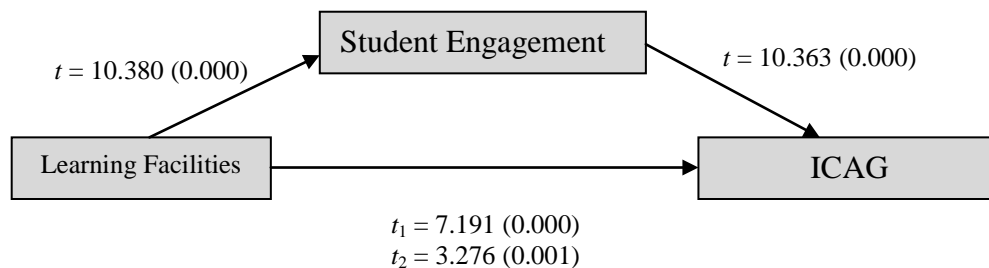 Student Engagement
t = 10.380 (0.000)
t = 10.363 (0.000)
Learning Facilities
ICAG
t₁ = 7.191 (0.000)
t₂ = 3.276 (0.001)